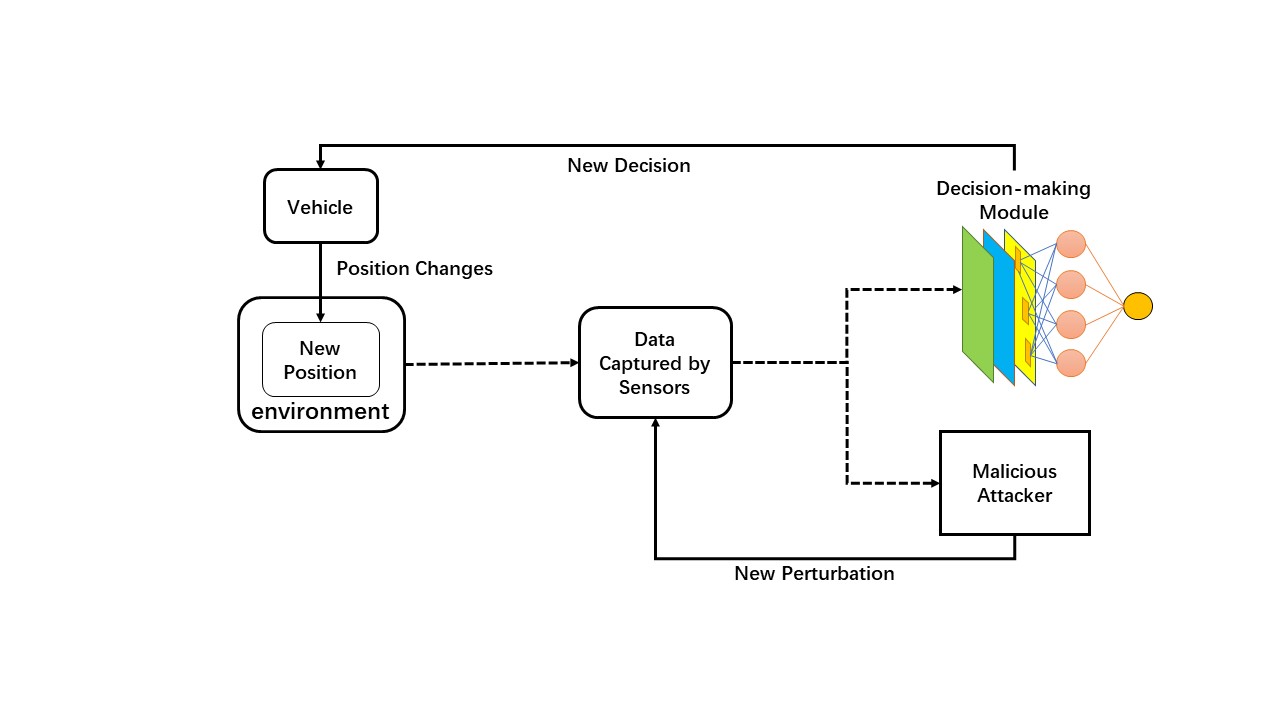 New Decision
Decision-making
Module
Vehicle
Position Changes
New
Position
environment
Data
Captured by
Sensors
Malicious
Attacker
New Perturbation